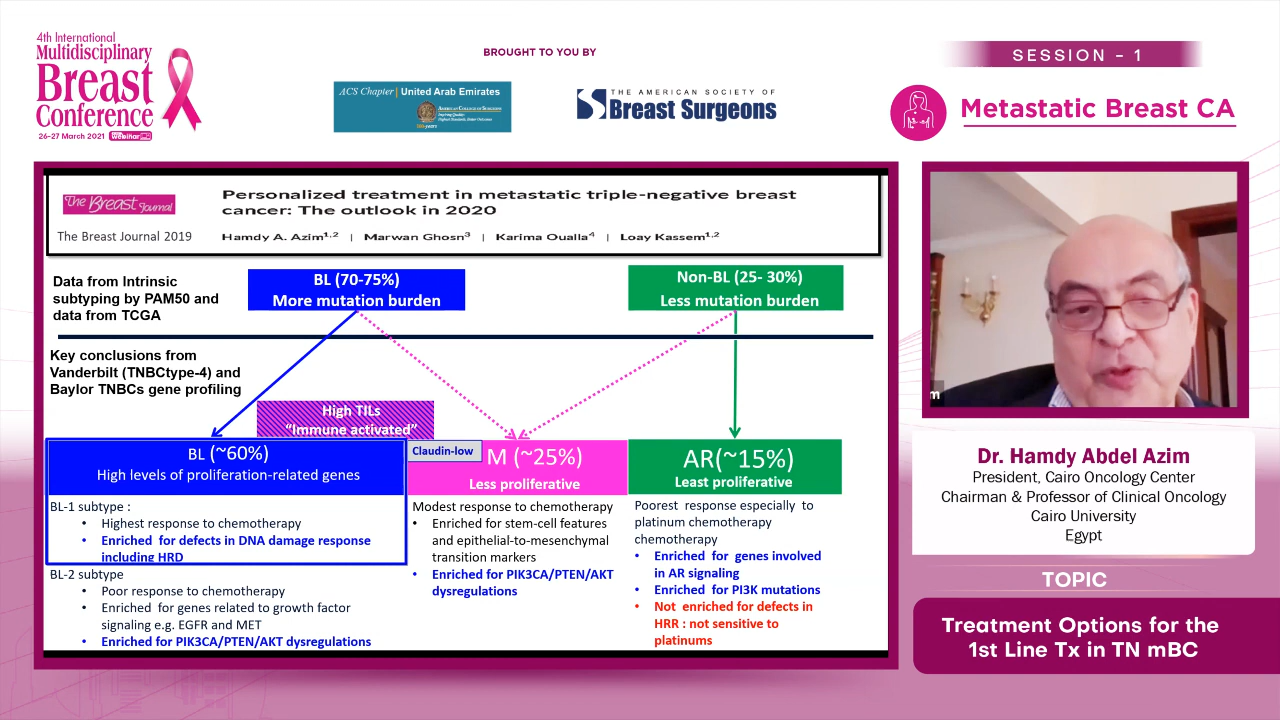 4th International
Multidisciplinary
Breast
Conference
26-27 March 2021 Webinar
BROUGHT TO YOU BY
ACS Chapter | United Arab Emirates
AMERICAN COLLEGE OF SURGEONS
THE AMERICAN SOCIETY OF
Breast Surgeons
SESSION - 1
Metastatic Breast CA
The Breast Journal
The Breast Journal 2019
Personalized treatment in metastatic triple-negative breast
cancer: The outlook in 2020
Hamdy A. Azim1,2 | Marwan Ghosn3 | Karima Oualla4 | Loay Kassem1,2
Data from Intrinsic
subtyping by PAM50 and
data from TCGA
BL (70-75%)
More mutation burden
Non-BL (25- 30%)
Less mutation burden
Key conclusions from
Vanderbilt (TNBCtype-4) and
Baylor TNBCs gene profiling
High TILs
“Immune activated”
BL (~60%)
High levels of proliferation-related genes
Claudin-low
M (~25%)
Less proliferative
AR(~15%)
Least proliferative
BL-1 subtype :
• Highest response to chemotherapy
• Enriched for defects in DNA damage response
including HRD
BL-2 subtype
• Poor response to chemotherapy
• Enriched for genes related to growth factor
signaling e.g. EGFR and MET
• Enriched for PIK3CA/PTEN/AKT dysregulations
Modest response to chemotherapy
• Enriched for stem-cell features
and epithelial-to-mesenchymal
transition markers
• Enriched for PIK3CA/PTEN/AKT
dysregulations
Poorest response especially to
platinum chemotherapy
chemotherapy
• Enriched for genes involved
in AR signaling
• Enriched for PI3K mutations
• Not enriched for defects in
HRR : not sensitive to
platinums
m
Dr. Hamdy Abdel Azim
President, Cairo Oncology Center
Chairman & Professor of Clinical Oncology
Cairo University
Egypt
TOPIC
Treatment Options for the
1st Line Tx in TN mBC